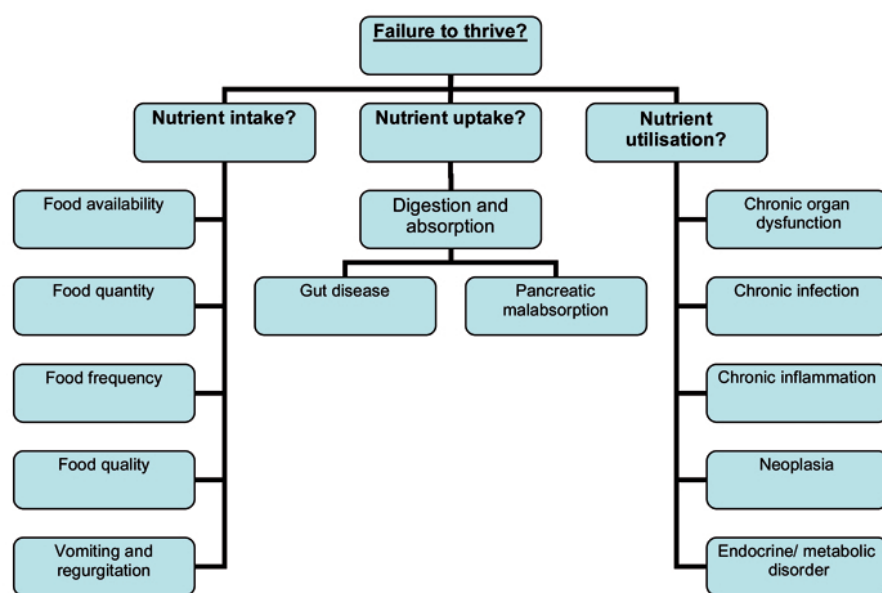 Failure to thrive?
Nutrient intake?
Nutrient uptake?
Nutrient
utilisation?
Food availability
Food quantity
Food frequency
Food quality
Vomiting and
regurgitation
Digestion and
absorption
Gut disease
Pancreatic
malabsorption
Chronic organ
dysfunction
Chronic infection
Chronic inflammation
Neoplasia
Endocrine/ metabolic
disorder